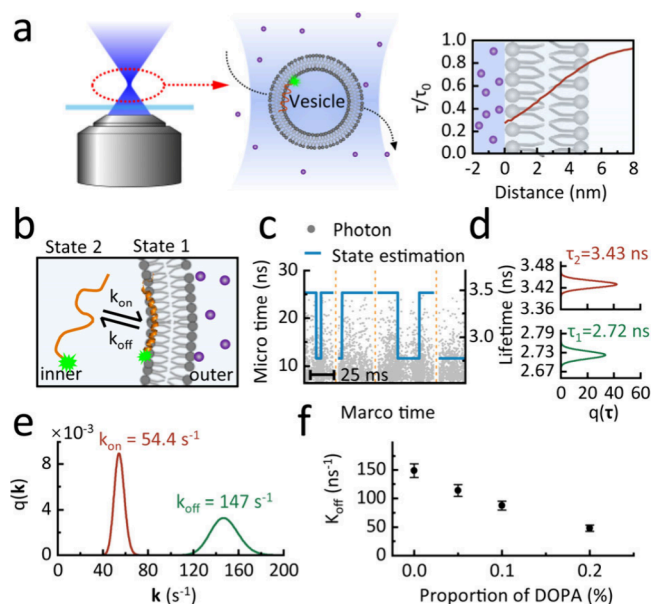 a
Vesicle
τ/τ₀
1.0
0.8
0.6
0.4
0.2
0.0
-2 0 2 4 6 8
Distance (nm)
b
State 2
State 1
kon
koff
inner
outer
c
Photon
State estimation
Micro time (ns)
30
20
10
3.5
3.0
25 ms
Marco time
d
Lifetime (ns)
τ₂=3.43 ns
3.48
3.42
3.36
τ₁=2.72 ns
2.79
2.73
2.67
0 20 40 60
q(τ)
e
×10⁻³
kon = 54.4 s⁻¹
koff = 147 s⁻¹
q(k)
8
4
0
0 40 80 120 160 200
k (s⁻¹)
f
Koff (ns⁻¹)
150
100
50
0
0.0 0.1 0.2
Proportion of DOPA (%)